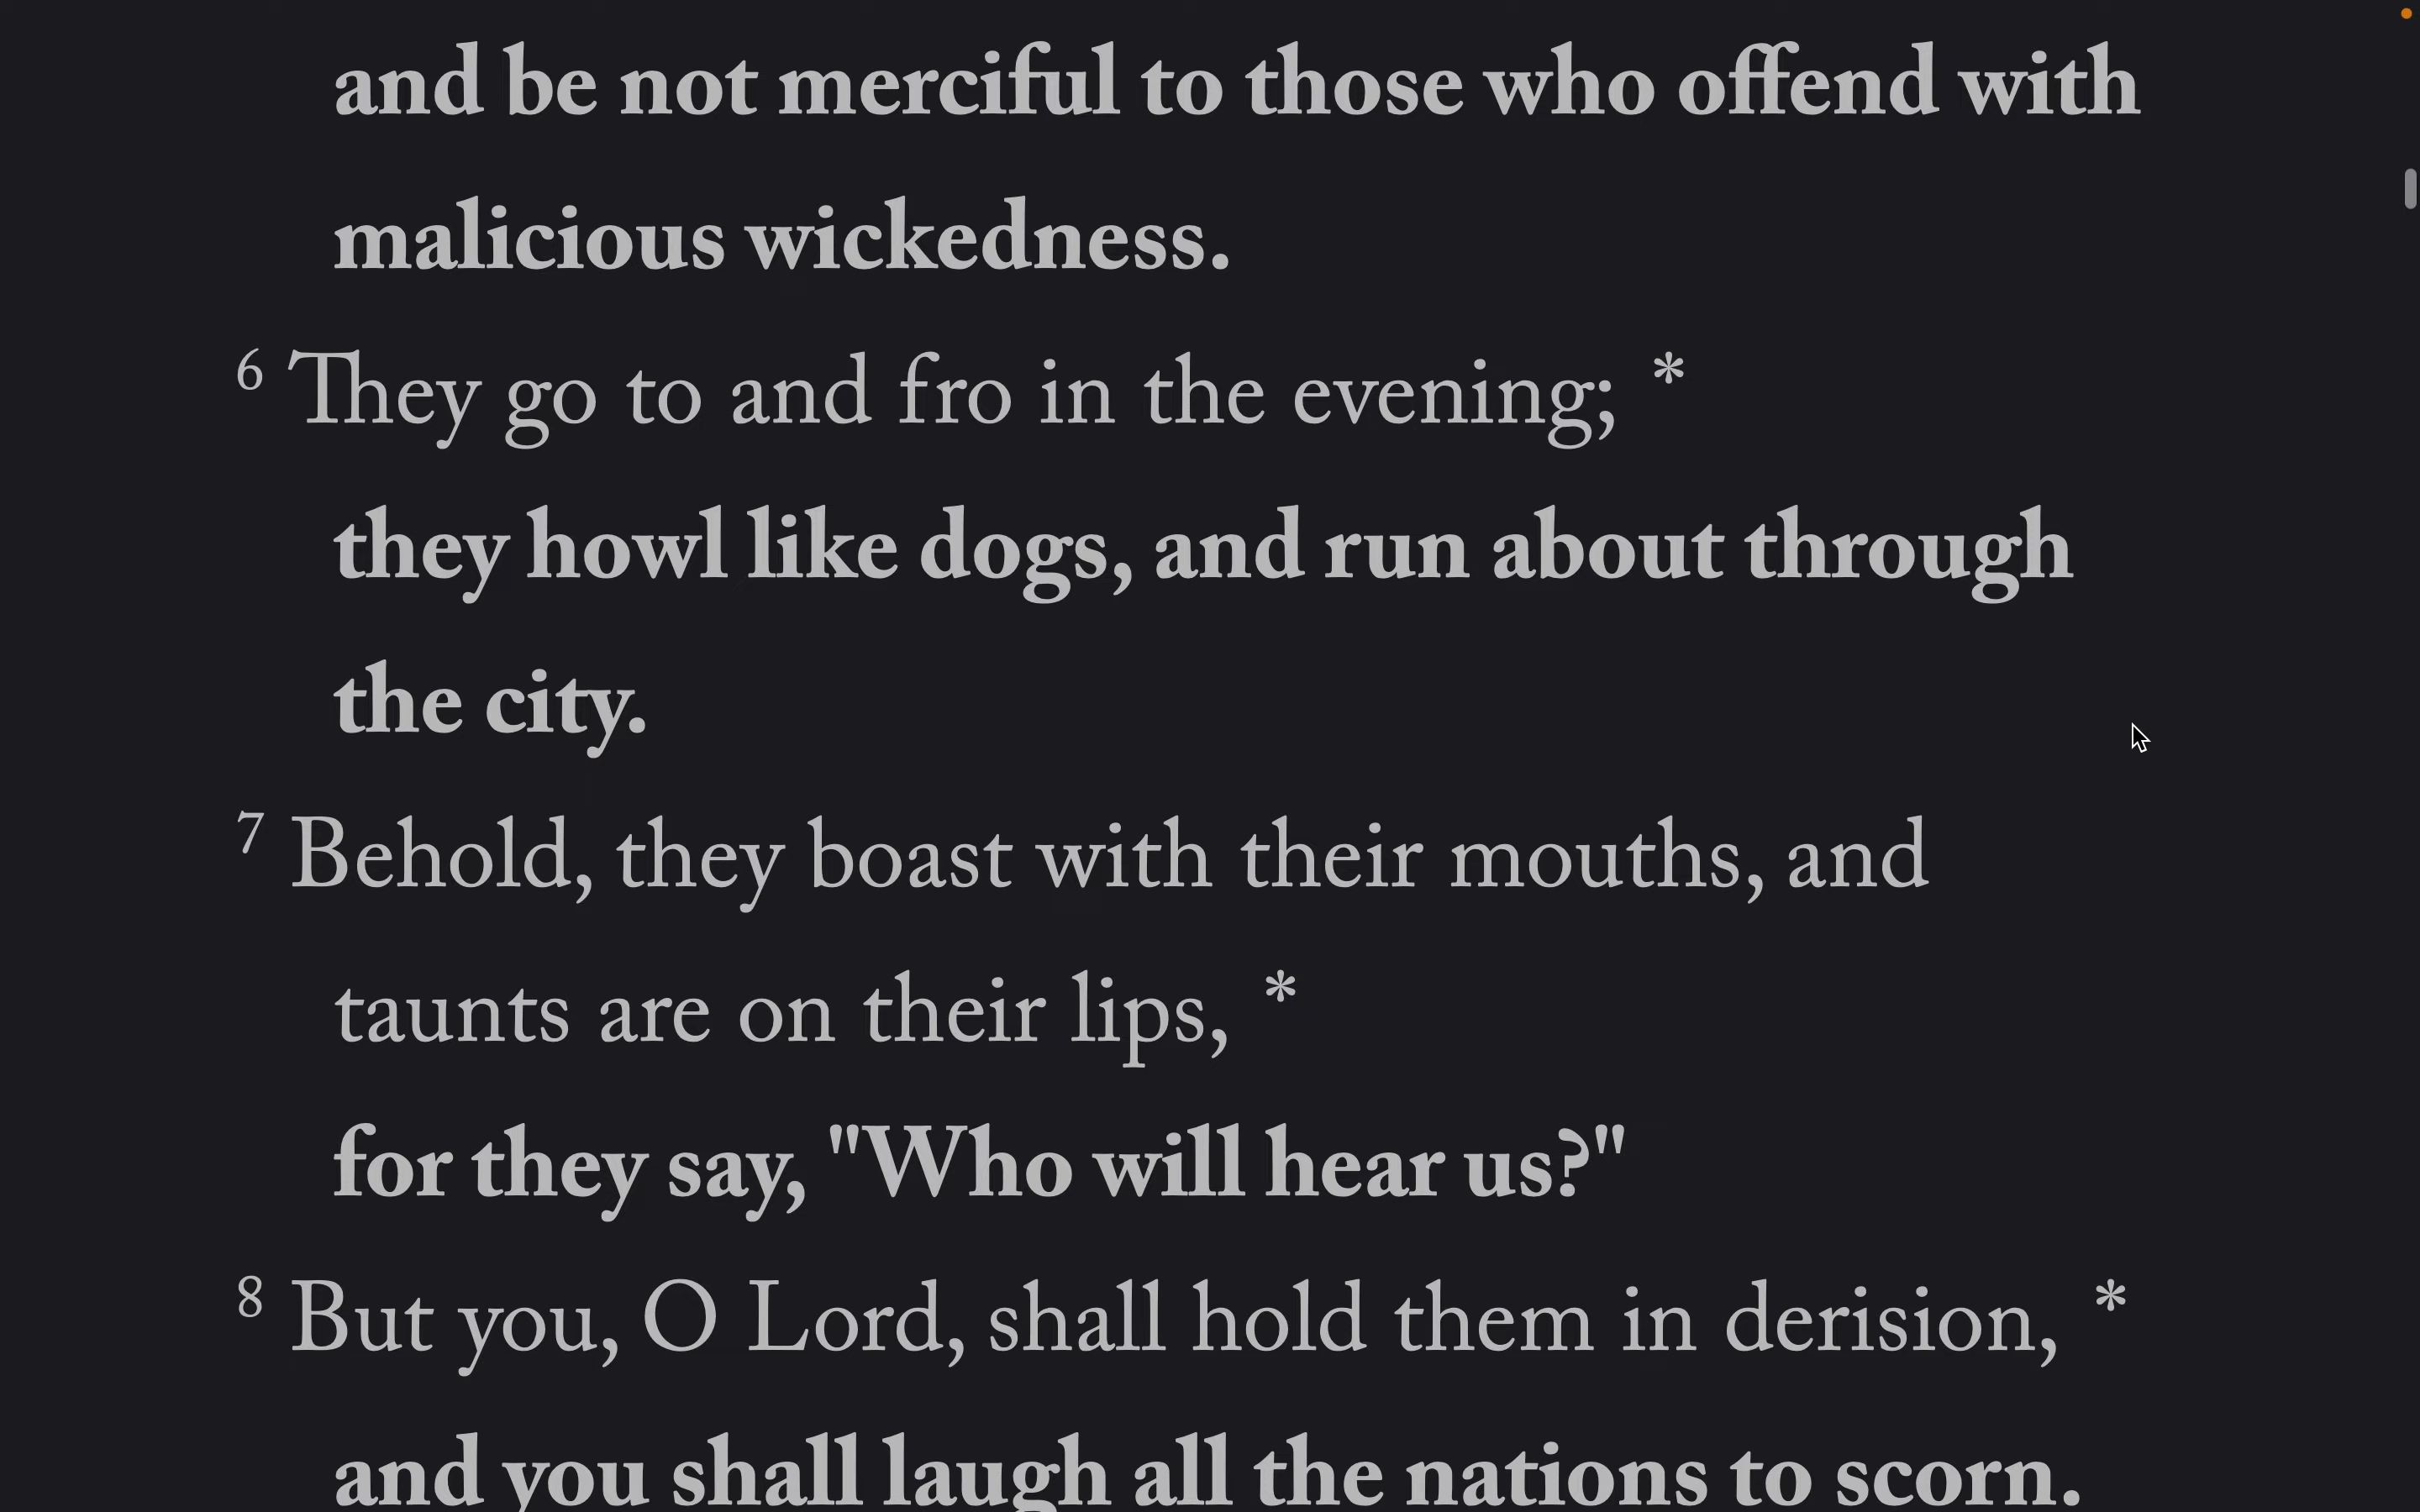 and be not merciful to those who offend with
malicious wickedness.
6 They go to and fro in the evening; *
they howl like dogs, and run about through
the city.
7 Behold, they boast with their mouths, and
taunts are on their lips, *
for they say, "Who will hear us?"
8 But you, O Lord, shall hold them in derision, *
and you shall laugh all the nations to scorn.